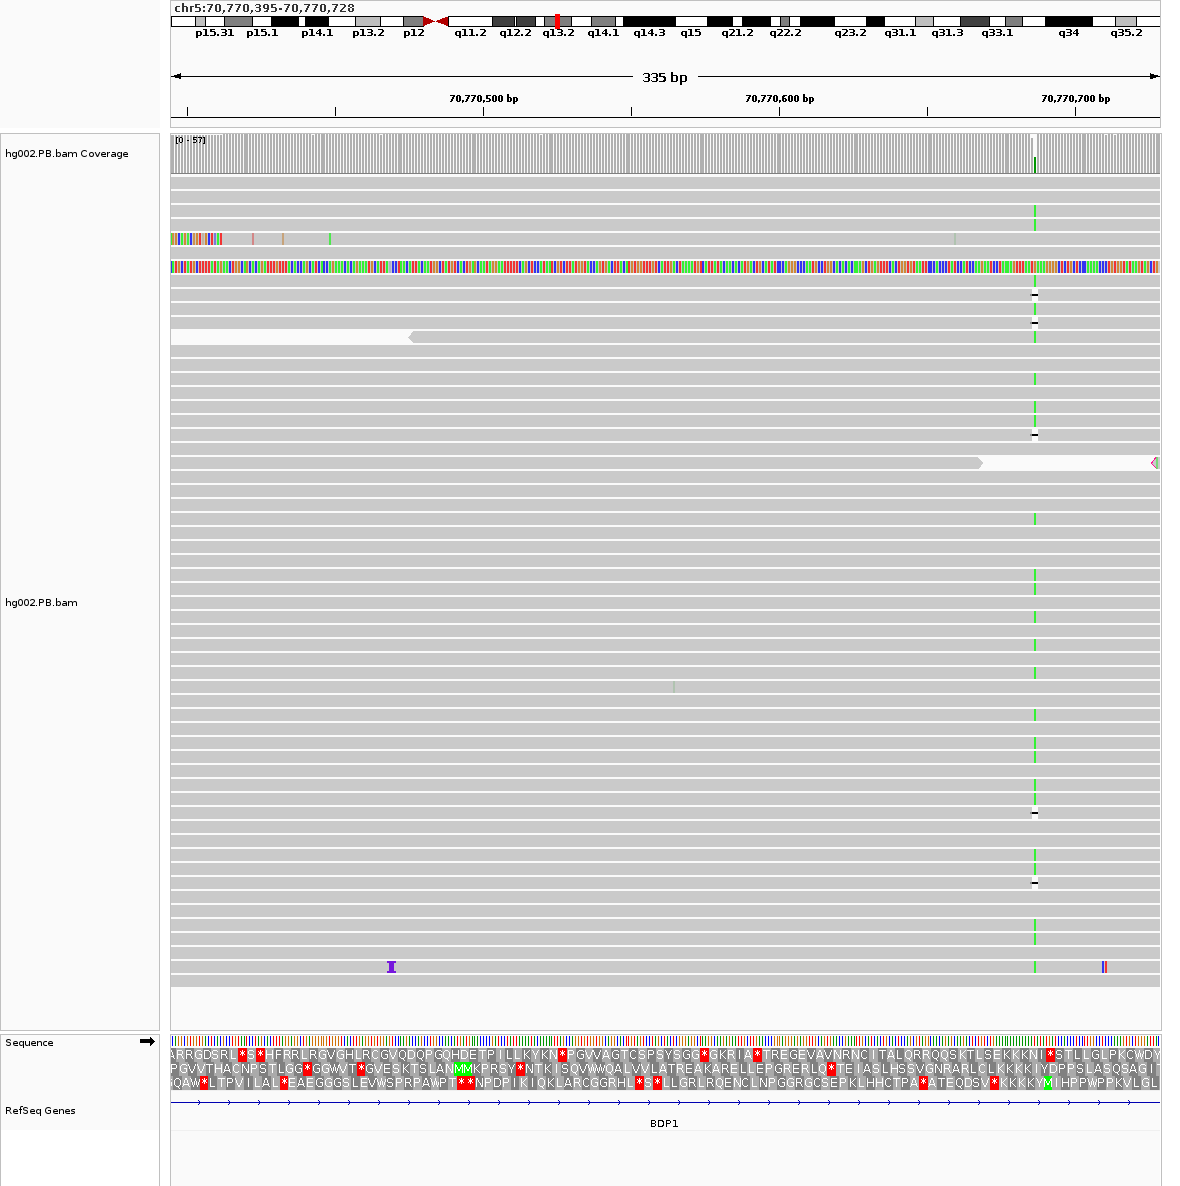 chr5:70,770,395-70,770,728
p15.31 p15.1 p14.1 p13.2 p12 q11.2 q12.2 q13.2 q14.1 q14.3 q15 q21.2 q22.2 q23.2 q31.1 q31.3 q33.1 q34 q35.2
335 bp
70,770,500 bp 70,770,600 bp 70,770,700 bp
[0 - 57]
hg002.PB.bam Coverage
hg002.PB.bam
Sequence
ARRGDSRL*S*HFRRLRGVGHLRCGVQDQPGQHDETPILLKYKN*PGVVAGTCSPSYSGG*GKRIA*TREGEVAVNRNCITALQRRQQSKTLSEKKKNI*STLLGLPKCWDY
PGVVTHACNPSTLGG*GGWVT*GVESKTSLANMMKPRSY*NTKISQVWWQALVVLATREAKARELLEPGRERLQ*TEIASLHSSVGNRARLCLKKKKIYDPPSLASQSAGIT
GQAW*LTPVILAL*EAEGGGSLEVWSPRPAWPT**NPDPIKIQKLARCGGRHL*S*LLGRLRQENCLNPGGRGCSEPKLHHCTPA*ATEQDSV*KKKKYMIHPPWPPKVLGL
RefSeq Genes
BDP1